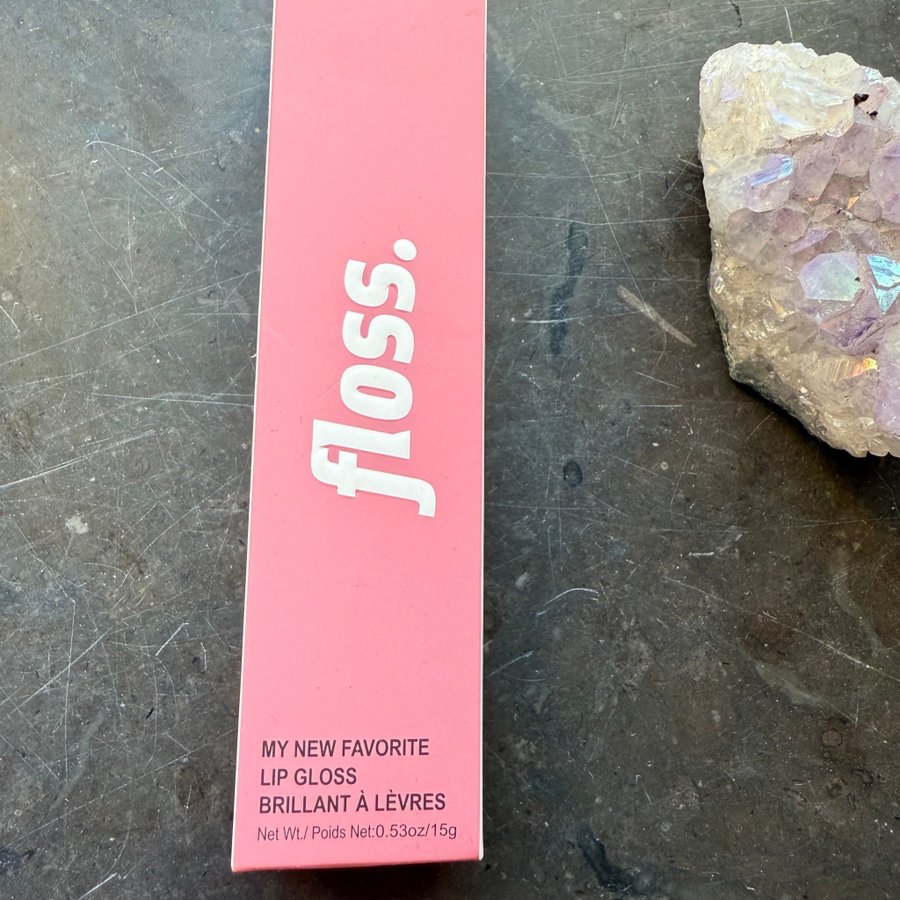 floss.
MY NEW FAVORITE
LIP GLOSS
BRILLANT À LÈVRES
Net Wt./ Poids Net:0.53oz/15g